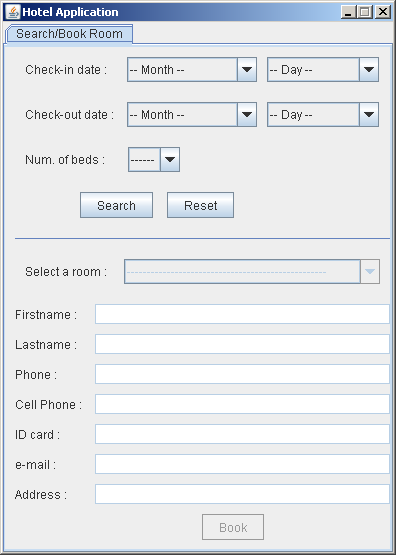 Hotel Application
Search/Book Room
Check-in date : -- Month -- -- Day --
Check-out date : -- Month -- -- Day --
Num. of beds : ------
Search Reset
Select a room : --------------------------------------------------
Firstname :
Lastname :
Phone :
Cell Phone :
ID card :
e-mail :
Address :
Book